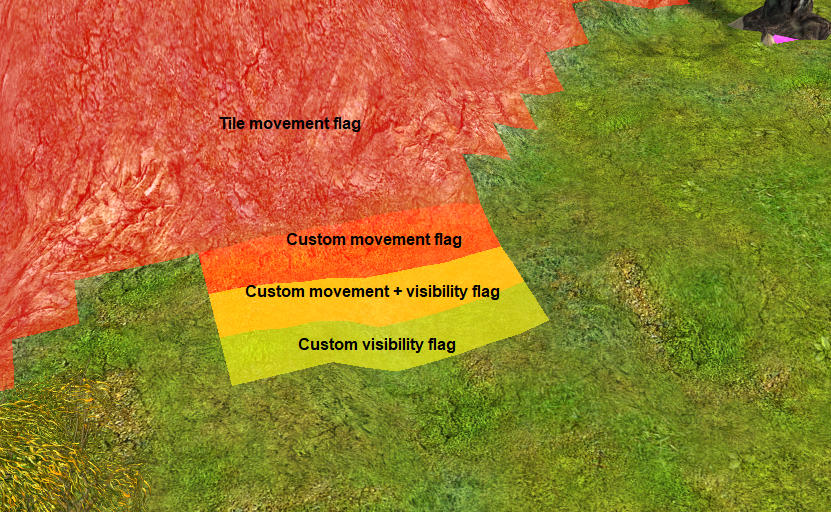 Tile movement flag
Custom movement flag
Custom movement + visibility flag
Custom visibility flag